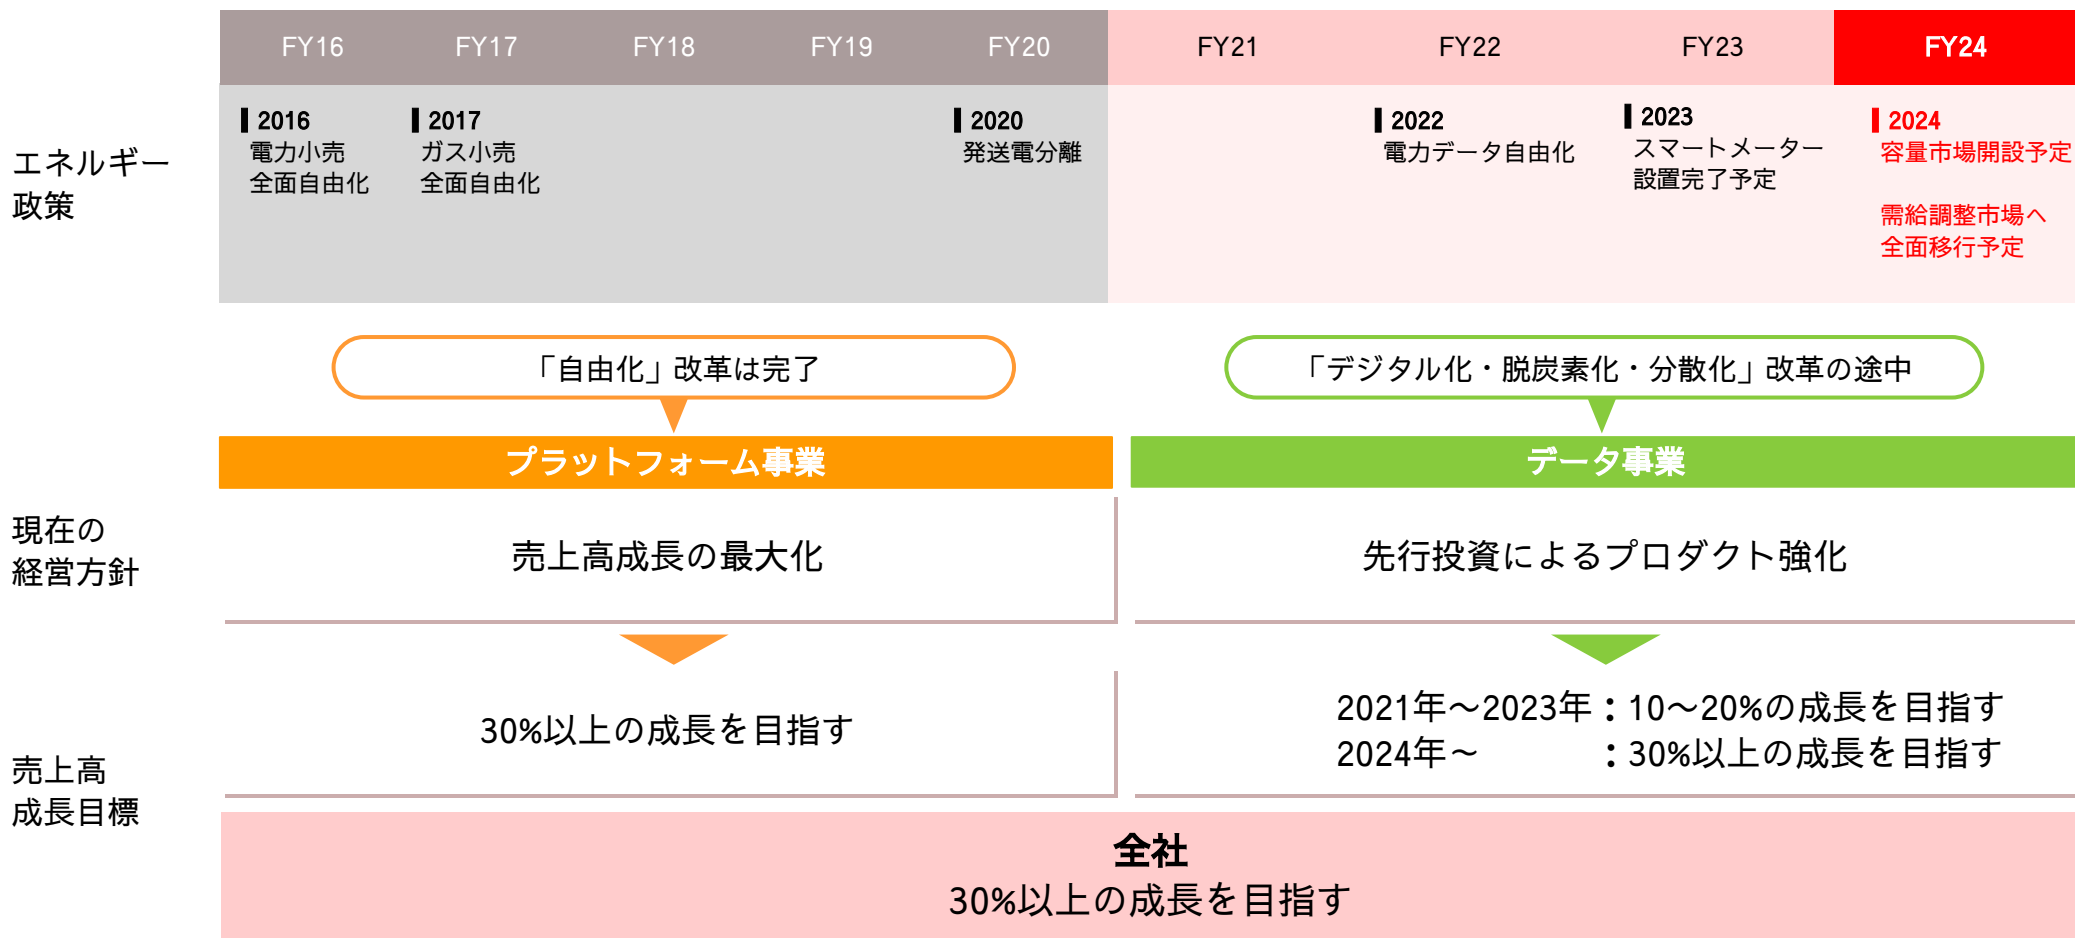 FY16 FY17 FY18 FY19 FY20 FY21 FY22 FY23 FY24
エネルギー
政策
2016
電力小売
全面自由化
2017
ガス小売
全面自由化
2020
発送電分離
2022
電力データ自由化
2023
スマートメーター
設置完了予定
2024
容量市場開設予定
需給調整市場へ
全面移行予定
「自由化」改革は完了
「デジタル化・脱炭素化・分散化」改革の途中
プラットフォーム事業
データ事業
現在の
経営方針
売上高成長の最大化
先行投資によるプロダクト強化
売上高
成長目標
30%以上の成長を目指す
2021年～2023年：10～20%の成長を目指す
2024年～　　　：30%以上の成長を目指す
全社
30%以上の成長を目指す